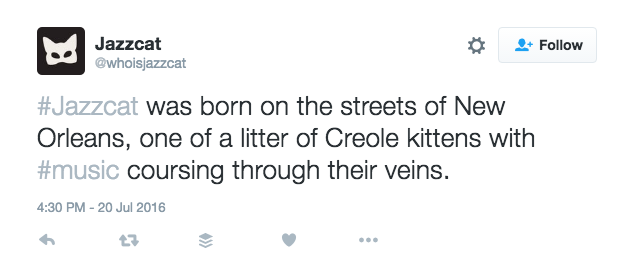 Jazzcat
@whoisjazzcat
Follow
#Jazzcat was born on the streets of New
Orleans, one of a litter of Creole kittens with
#music coursing through their veins.
4:30 PM - 20 Jul 2016